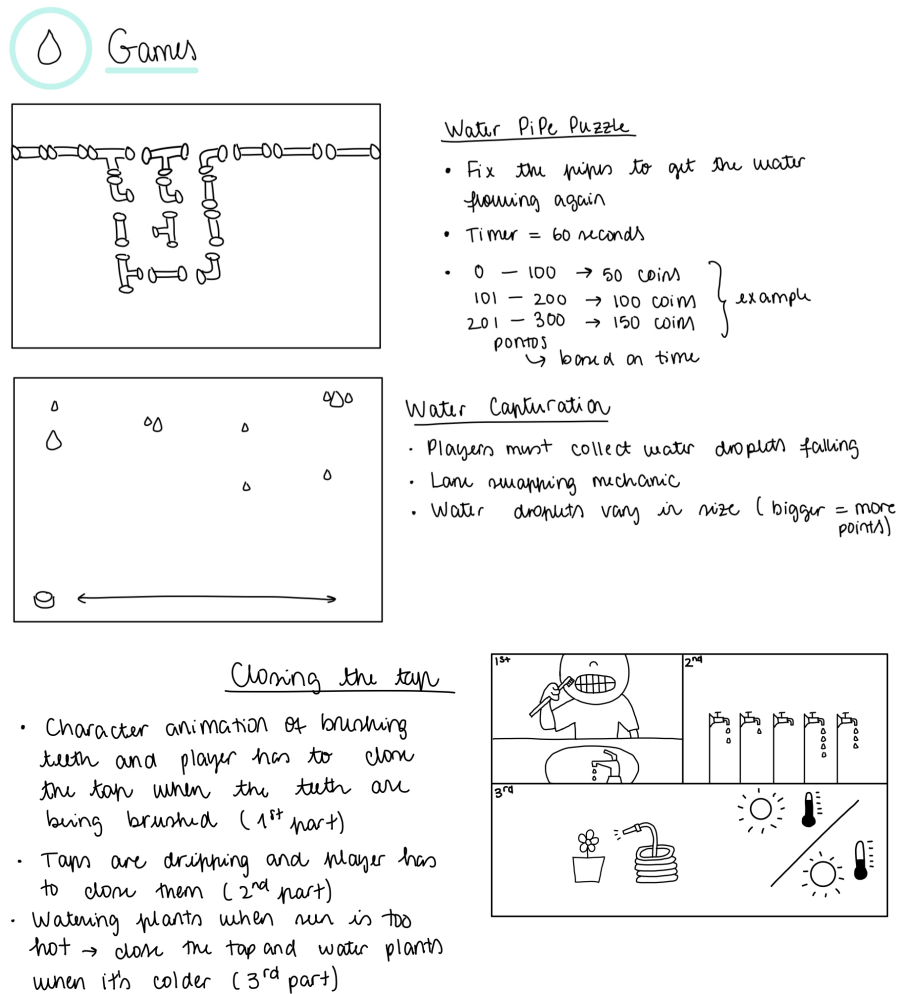 Games
Water Pipe Puzzle
• Fix the pipes to get the water
flowing again
• Timer = 60 seconds
• 0 – 100 → 50 coins
101 – 200 → 100 coins
201 – 300 → 150 coins
} example
pontos
↳ based on time
Water Capturation
• Players must collect water droplets falling
• Lane swapping mechanic
• Water droplets vary in size (bigger = more
points)
Closing the tap
• Character animation of brushing
teeth and player has to close
the tap when the teeth are
being brushed (1st part)
• Taps are dripping and player has
to close them (2nd part)
• Watering plants when sun is too
hot → close the tap and water plants
when it's colder (3rd part)
1st
2nd
3rd